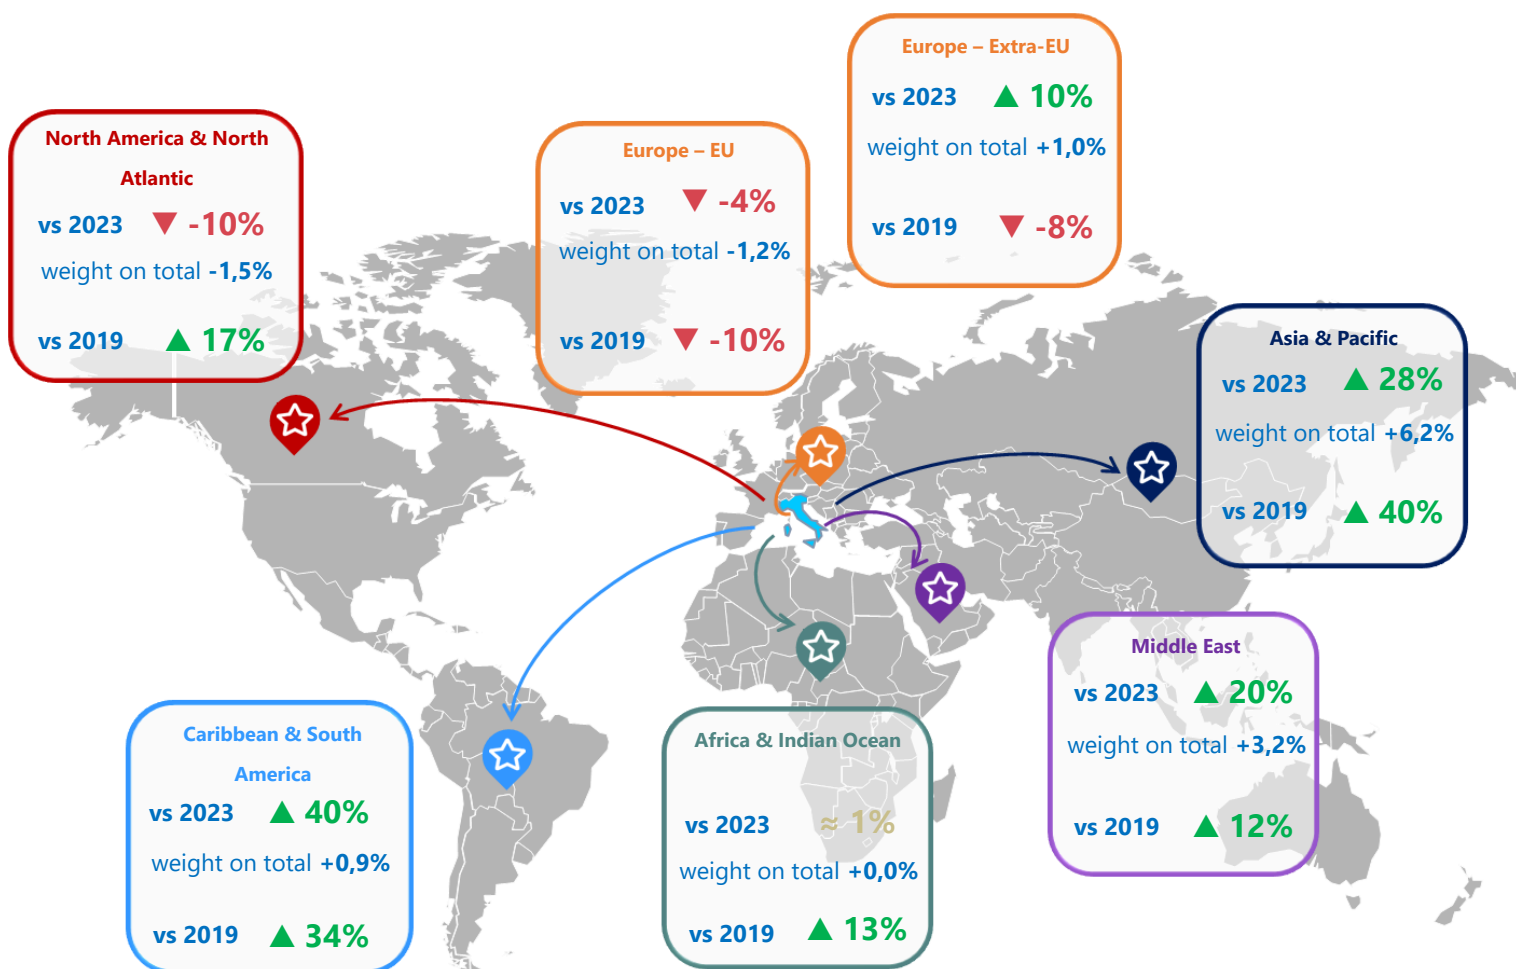 Europe – Extra-EU
vs 2023 ▲ 10%
weight on total +1,0%
vs 2019 ▼ -8%
North America & North
Atlantic
vs 2023 ▼ -10%
weight on total -1,5%
vs 2019 ▲ 17%
Europe – EU
vs 2023 ▼ -4%
weight on total -1,2%
vs 2019 ▼ -10%
Asia & Pacific
vs 2023 ▲ 28%
weight on total +6,2%
vs 2019 ▲ 40%
Middle East
vs 2023 ▲ 20%
weight on total +3,2%
vs 2019 ▲ 12%
Caribbean & South
America
vs 2023 ▲ 40%
weight on total +0,9%
vs 2019 ▲ 34%
Africa & Indian Ocean
vs 2023 ≈ 1%
weight on total +0,0%
vs 2019 ▲ 13%